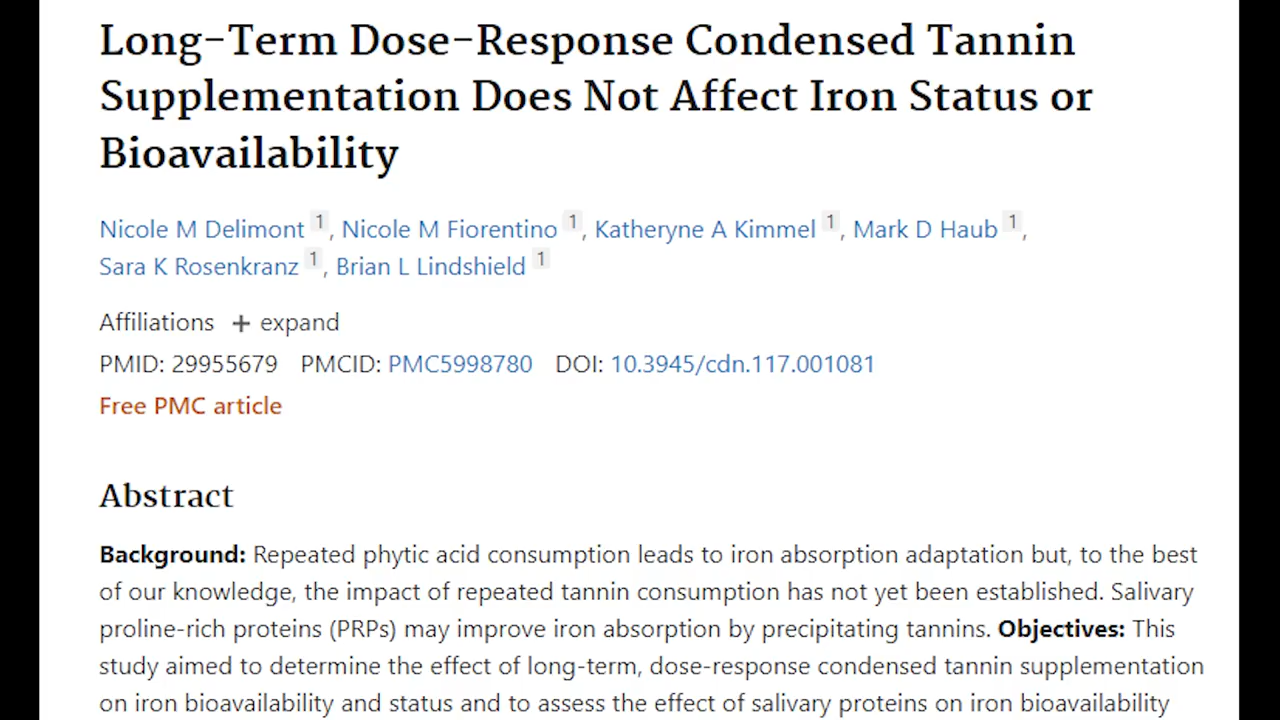 Long-Term Dose-Response Condensed Tannin
Supplementation Does Not Affect Iron Status or
Bioavailability
Nicole M Delimont 1, Nicole M Fiorentino 1, Katheryne A Kimmel 1, Mark D Haub 1,
Sara K Rosenkranz 1, Brian L Lindshield 1
Affiliations + expand
PMID: 29955679 PMCID: PMC5998780 DOI: 10.3945/cdn.117.001081
Free PMC article
Abstract
Background: Repeated phytic acid consumption leads to iron absorption adaptation but, to the best
of our knowledge, the impact of repeated tannin consumption has not yet been established. Salivary
proline-rich proteins (PRPs) may improve iron absorption by precipitating tannins. Objectives: This
study aimed to determine the effect of long-term, dose-response condensed tannin supplementation
on iron bioavailability and status and to assess the effect of salivary proteins on iron bioavailability